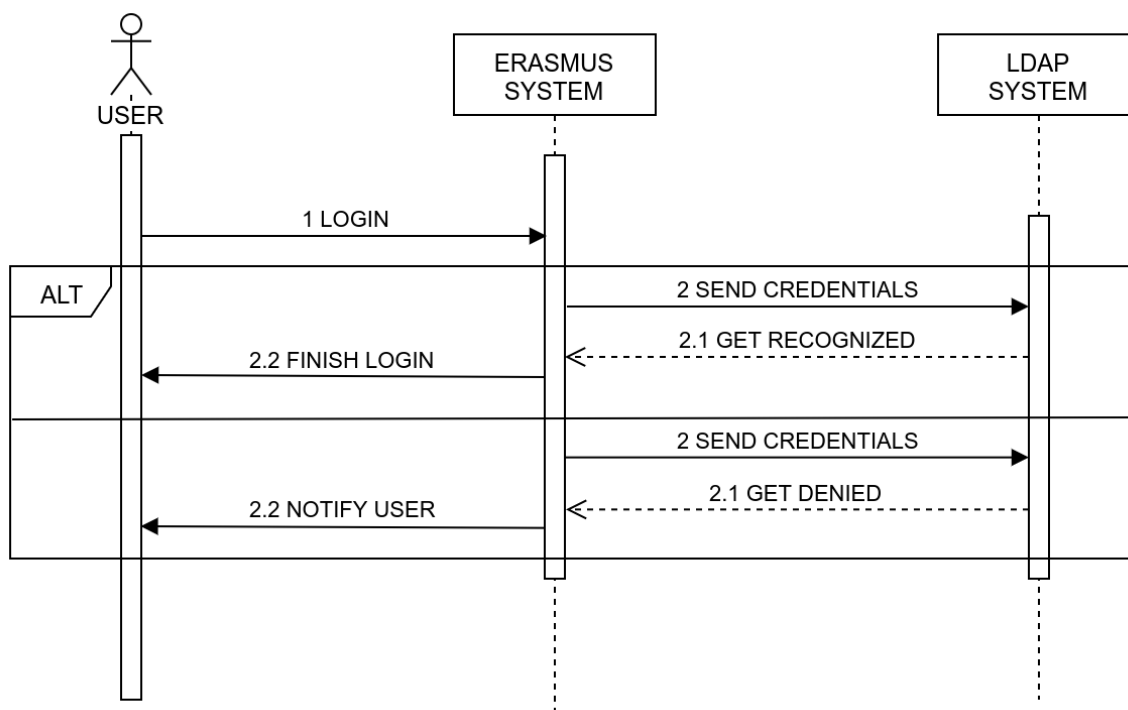 USER
ERASMUS
SYSTEM
LDAP
SYSTEM
1 LOGIN
ALT
2 SEND CREDENTIALS
2.1 GET RECOGNIZED
2.2 FINISH LOGIN
2 SEND CREDENTIALS
2.1 GET DENIED
2.2 NOTIFY USER